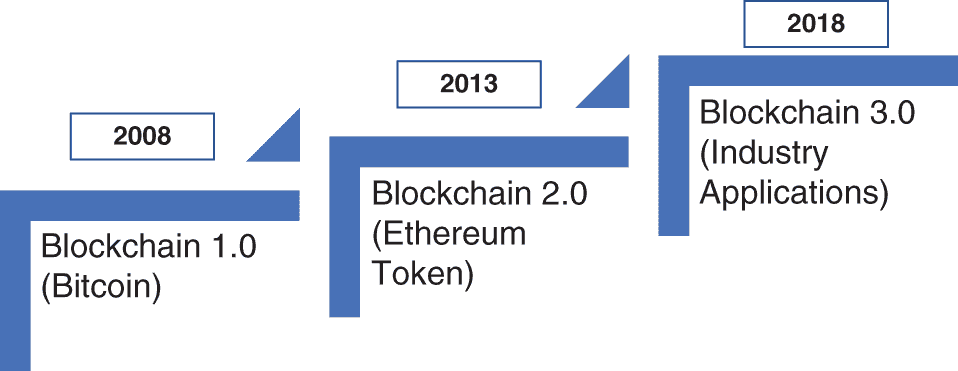 2008
Blockchain 1.0
(Bitcoin)
2013
Blockchain 2.0
(Ethereum
Token)
2018
Blockchain 3.0
(Industry
Applications)